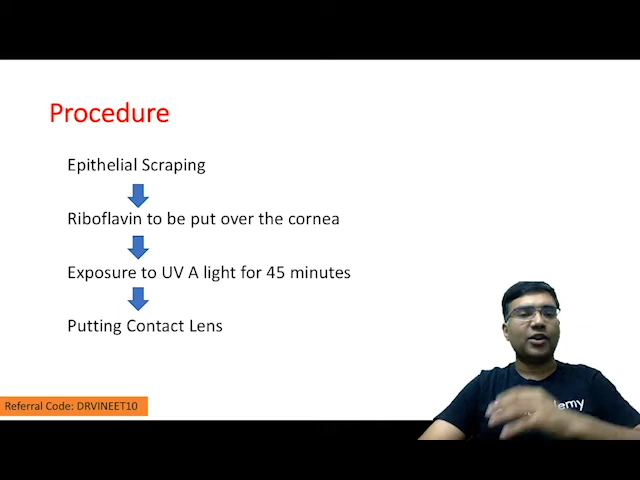 Procedure
Epithelial Scraping
Riboflavin to be put over the cornea
Exposure to UV A light for 45 minutes
Putting Contact Lens
Referral Code: DRVINEET10